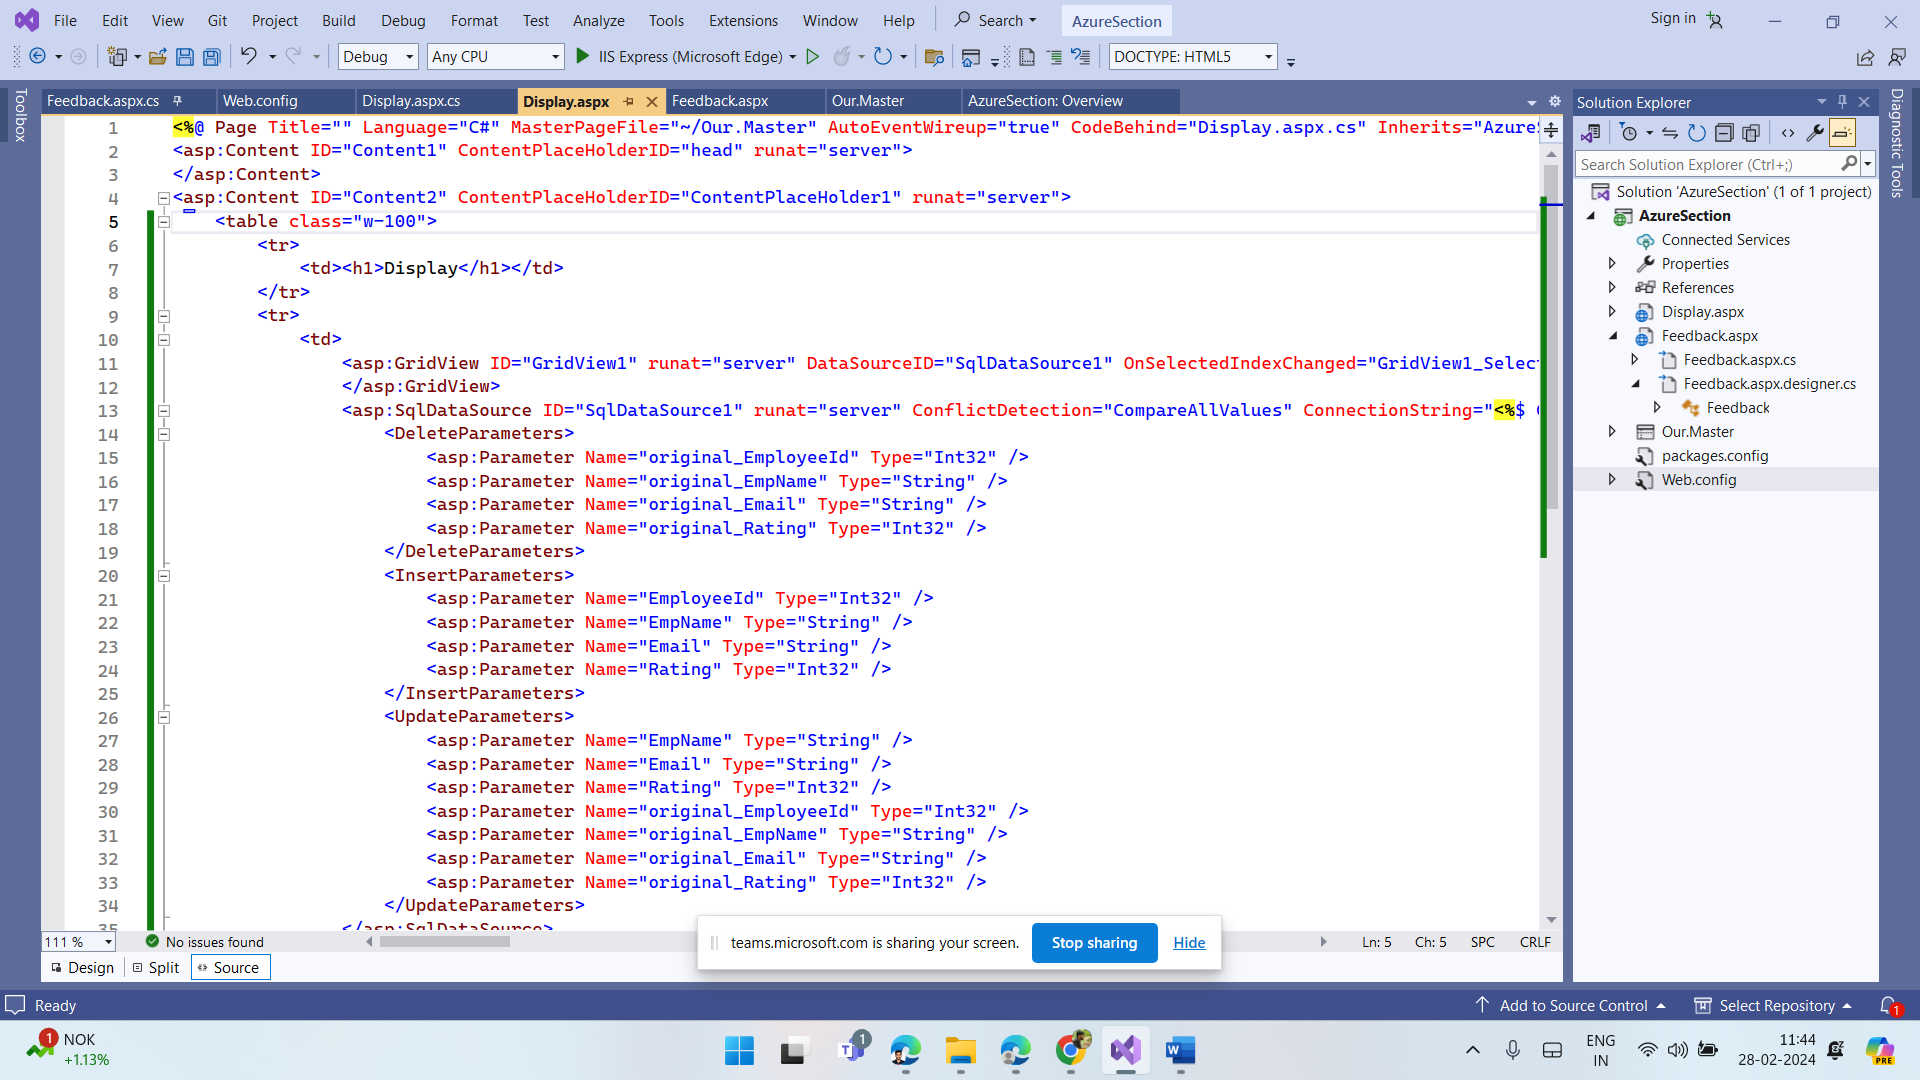 File Edit View Git Project Build Debug Format Test Analyze Tools Extensions Window Help Search AzureSection Sign in
Debug Any CPU IIS Express (Microsoft Edge) DOCTYPE: HTML5
Toolbox
Feedback.aspx.cs Web.config Display.aspx.cs Display.aspx Feedback.aspx Our.Master AzureSection: Overview
1 <%@ Page Title="" Language="C#" MasterPageFile="~/Our.Master" AutoEventWireup="true" CodeBehind="Display.aspx.cs" Inherits="AzureS
2 <asp:Content ID="Content1" ContentPlaceHolderID="head" runat="server">
3 </asp:Content>
4 <asp:Content ID="Content2" ContentPlaceHolderID="ContentPlaceHolder1" runat="server">
5 <table class="w-100">
6 <tr>
7 <td><h1>Display</h1></td>
8 </tr>
9 <tr>
10 <td>
11 <asp:GridView ID="GridView1" runat="server" DataSourceID="SqlDataSource1" OnSelectedIndexChanged="GridView1_Select
12 </asp:GridView>
13 <asp:SqlDataSource ID="SqlDataSource1" runat="server" ConflictDetection="CompareAllValues" ConnectionString="<%$ C
14 <DeleteParameters>
15 <asp:Parameter Name="original_EmployeeId" Type="Int32" />
16 <asp:Parameter Name="original_EmpName" Type="String" />
17 <asp:Parameter Name="original_Email" Type="String" />
18 <asp:Parameter Name="original_Rating" Type="Int32" />
19 </DeleteParameters>
20 <InsertParameters>
21 <asp:Parameter Name="EmployeeId" Type="Int32" />
22 <asp:Parameter Name="EmpName" Type="String" />
23 <asp:Parameter Name="Email" Type="String" />
24 <asp:Parameter Name="Rating" Type="Int32" />
25 </InsertParameters>
26 <UpdateParameters>
27 <asp:Parameter Name="EmpName" Type="String" />
28 <asp:Parameter Name="Email" Type="String" />
29 <asp:Parameter Name="Rating" Type="Int32" />
30 <asp:Parameter Name="original_EmployeeId" Type="Int32" />
31 <asp:Parameter Name="original_EmpName" Type="String" />
32 <asp:Parameter Name="original_Email" Type="String" />
33 <asp:Parameter Name="original_Rating" Type="Int32" />
34 </UpdateParameters>
35 </asp:SqlDataSource>
111 % No issues found Ln: 5 Ch: 5 SPC CRLF
Design Split Source
teams.microsoft.com is sharing your screen. Stop sharing Hide
Solution Explorer
Search Solution Explorer (Ctrl+;)
Solution 'AzureSection' (1 of 1 project)
AzureSection
Connected Services
Properties
References
Display.aspx
Feedback.aspx
Feedback.aspx.cs
Feedback.aspx.designer.cs
Feedback
Our.Master
packages.config
Web.config
Diagnostic Tools
Ready Add to Source Control Select Repository 1
1 NOK
+1.13%
1
PRE
ENG
IN
11:44
28-02-2024